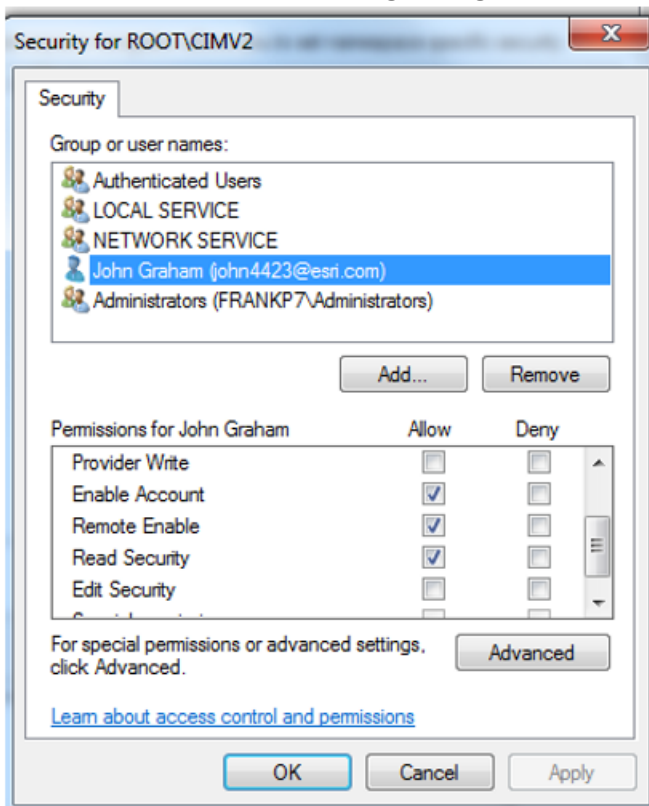 Security for ROOT\CIMV2
Security
Group or user names:
Authenticated Users
LOCAL SERVICE
NETWORK SERVICE
John Graham (john4423@esri.com)
Administrators (FRANKP7\Administrators)
Add... Remove
Permissions for John Graham Allow Deny
Provider Write
Enable Account
Remote Enable
Read Security
Edit Security
For special permissions or advanced settings,
click Advanced.
Advanced
Learn about access control and permissions
OK Cancel Apply